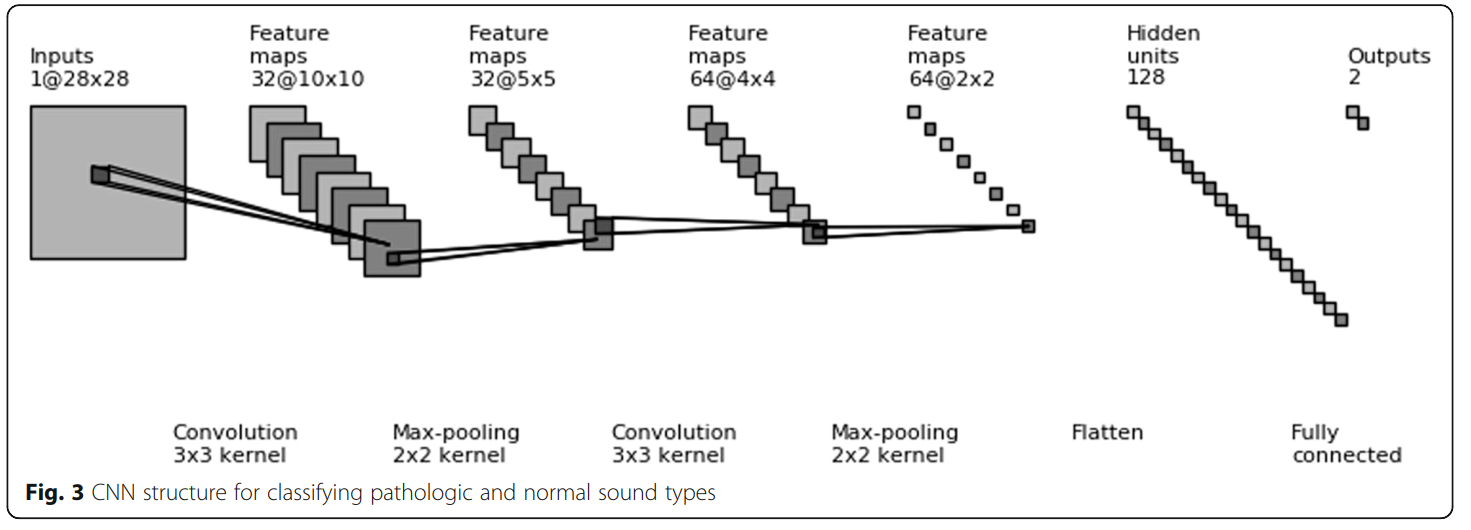 Inputs
1@28x28
Feature
maps
32@10x10
Feature
maps
32@5x5
Feature
maps
64@4x4
Feature
maps
64@2x2
Hidden
units
128
Outputs
2
Convolution
3x3 kernel
Max-pooling
2x2 kernel
Convolution
3x3 kernel
Max-pooling
2x2 kernel
Flatten
Fully
connected
Fig. 3 CNN structure for classifying pathologic and normal sound types